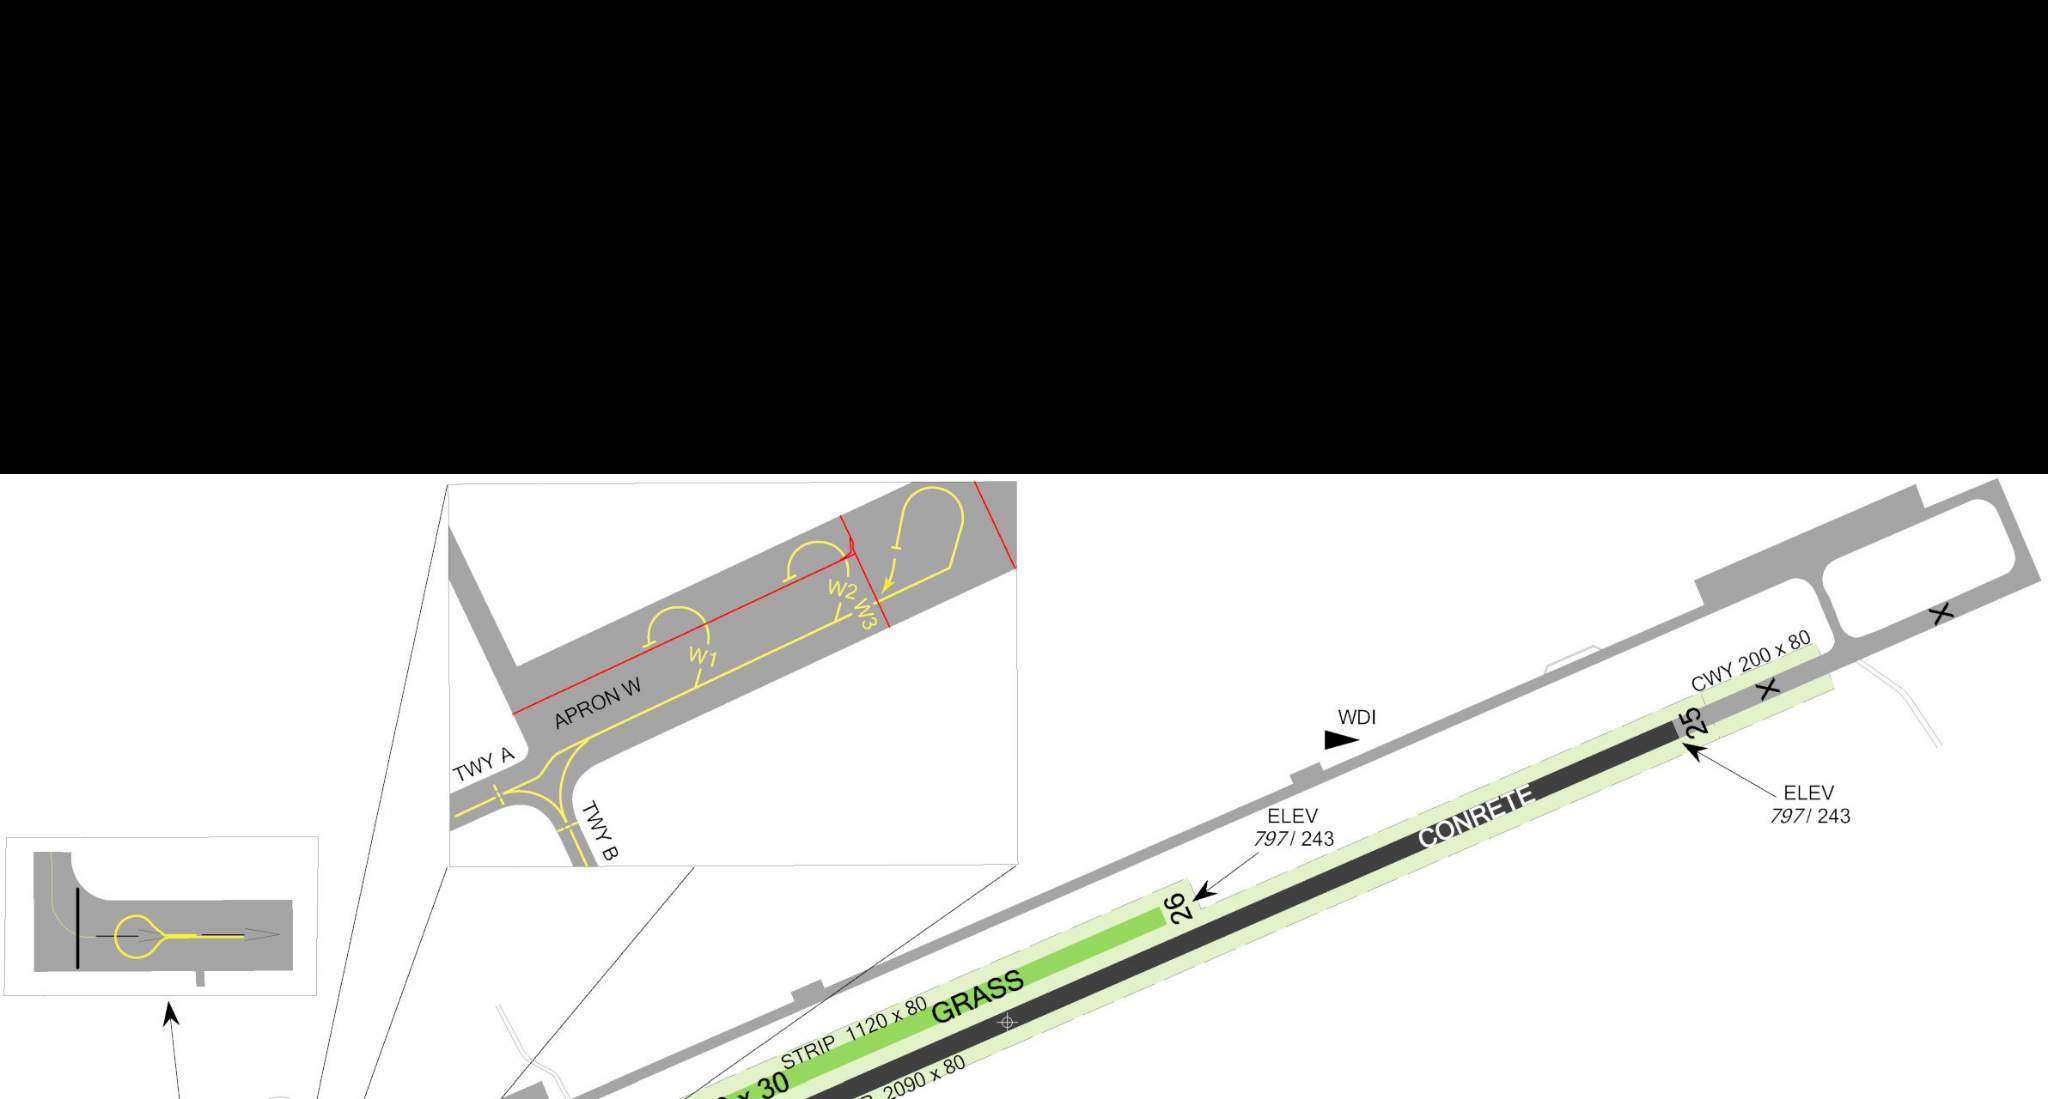 W2
W3
W1
APRON W
TWY A
TWY B
CWY 200 x 80
X
X
25
WDI
ELEV
797 / 243
CONRETE
ELEV
797 / 243
26
GRASS
STRIP 1120 x 80
x 30
2090 x 80